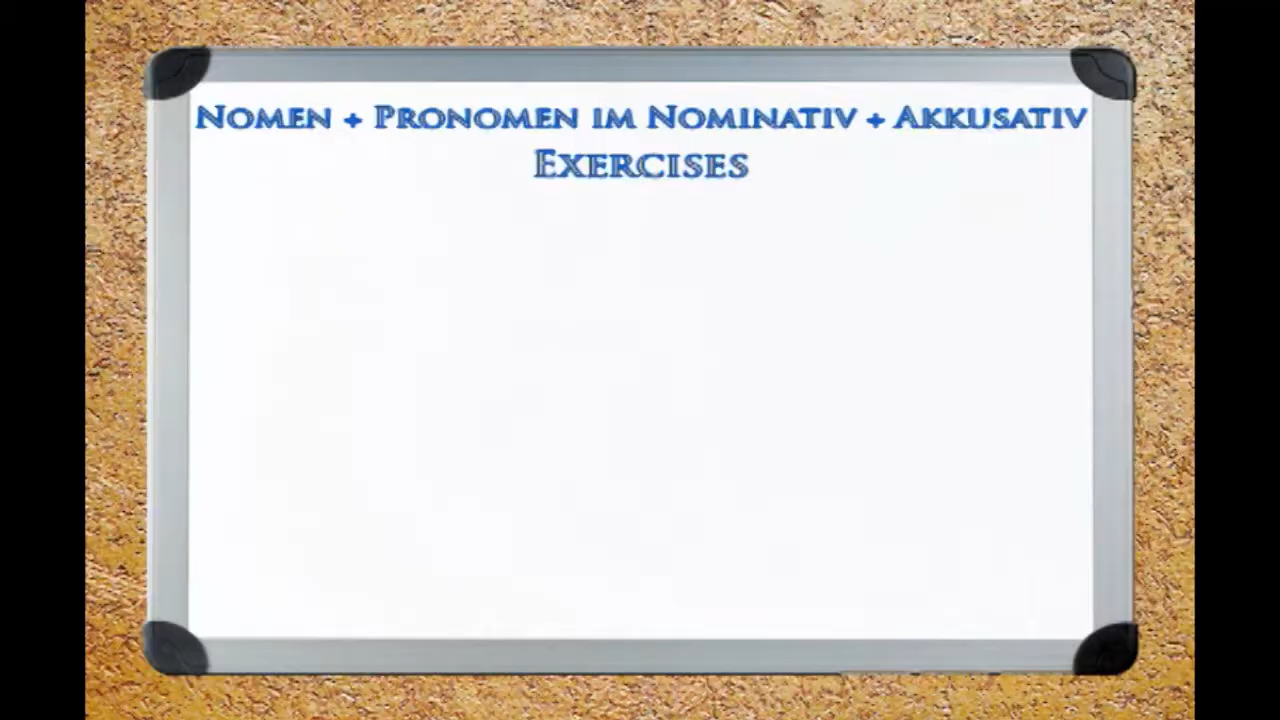 Nomen + Pronomen im Nominativ + Akkusativ
Exercises